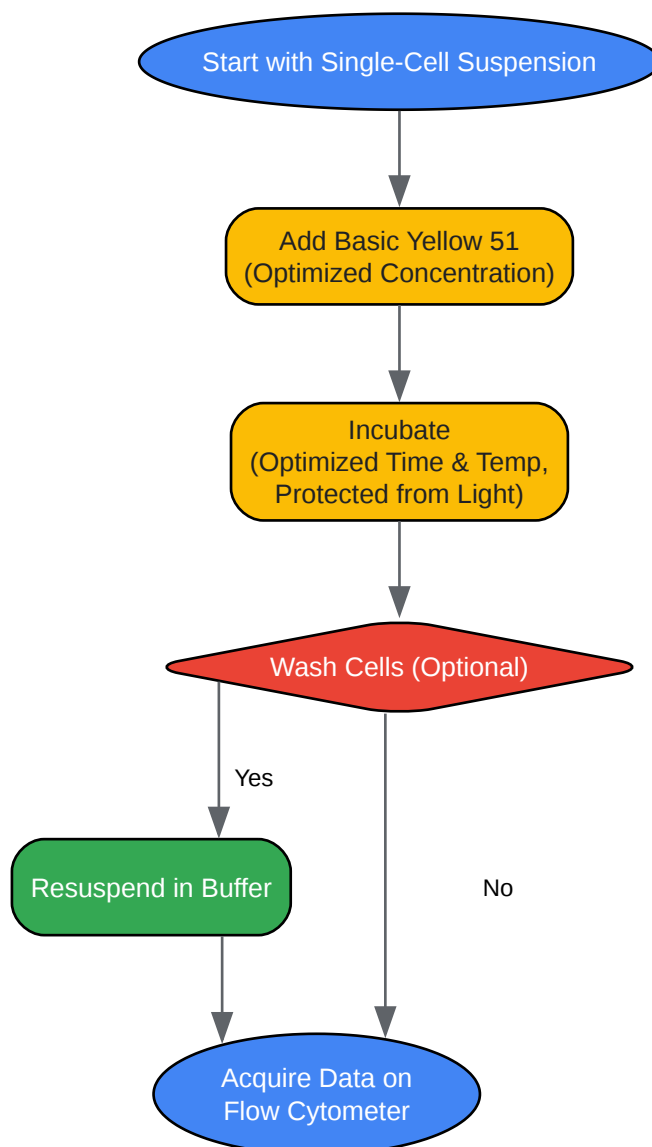 Start with Single-Cell Suspension
Add Basic Yellow 51
(Optimized Concentration)
Incubate
(Optimized Time & Temp,
Protected from Light)
Wash Cells (Optional)
Yes
Resuspend in Buffer
No
Acquire Data on
Flow Cytometer